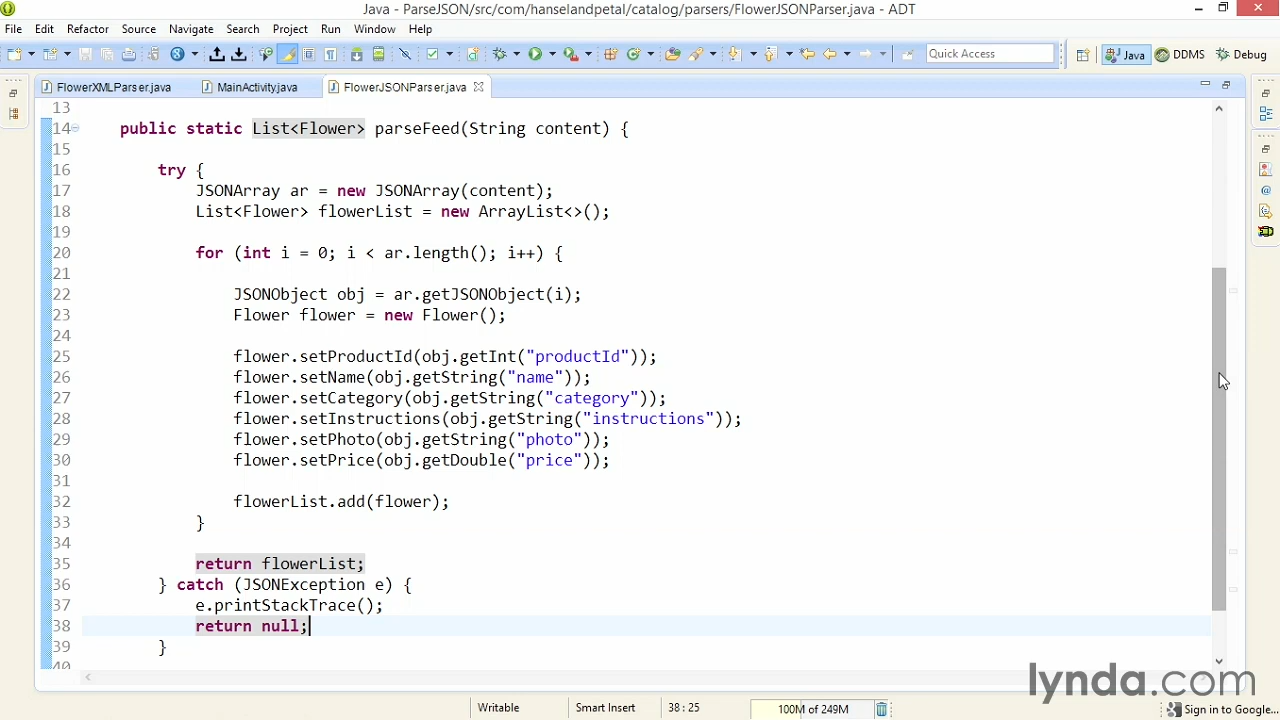 Java - ParseJSON/src/com/hanselandpetal/catalog/parsers/FlowerJSONParser.java - ADT
File Edit Refactor Source Navigate Search Project Run Window Help
Quick Access
Java
DDMS
Debug
FlowerXMLParser.java
MainActivity.java
FlowerJSONParser.java
13
14 public static List<Flower> parseFeed(String content) {
15
16 try {
17 JSONArray ar = new JSONArray(content);
18 List<Flower> flowerList = new ArrayList<>();
19
20 for (int i = 0; i < ar.length(); i++) {
21
22 JSONObject obj = ar.getJSONObject(i);
23 Flower flower = new Flower();
24
25 flower.setProductId(obj.getInt("productId"));
26 flower.setName(obj.getString("name"));
27 flower.setCategory(obj.getString("category"));
28 flower.setInstructions(obj.getString("instructions"));
29 flower.setPhoto(obj.getString("photo"));
30 flower.setPrice(obj.getDouble("price"));
31
32 flowerList.add(flower);
33 }
34
35 return flowerList;
36 } catch (JSONException e) {
37 e.printStackTrace();
38 return null;
39 }
40
lynda.com
Writable
Smart Insert
38 : 25
100M of 249M
Sign in to Google...